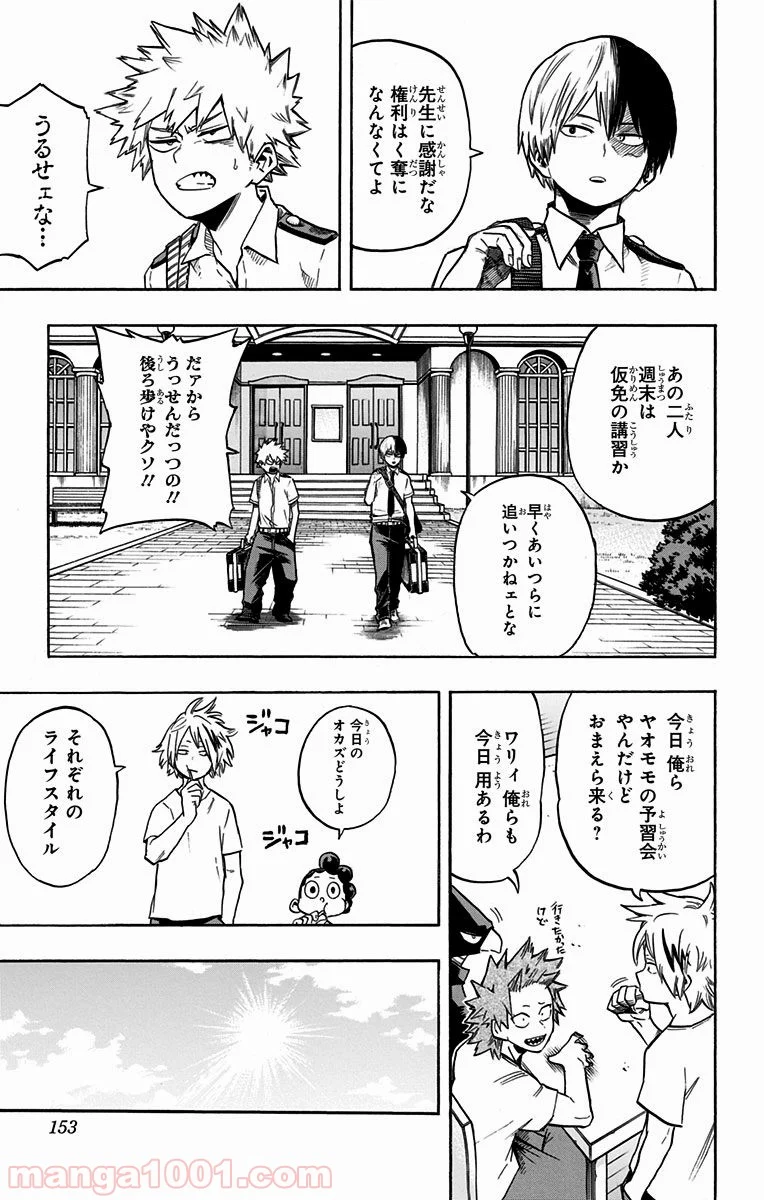 先生に感謝だな
権利はく奪に
なんなくてよ
うるせェな…
あの二人
週末は
仮免の講習か
早くあいつらに
追いつかねェとな
だァから
うっせんだっつの!!
後ろ歩けやクソ!!
今日 俺ら
ヤオモモの予習会
やんだけど
おまえら来る?
ワリィ 俺らも
今日 用あるわ
行きたかった
けど
今日の
オカズどうしよ
ジャコ
ジャコ
それぞれの
ライフスタイル
153
manga1001.com